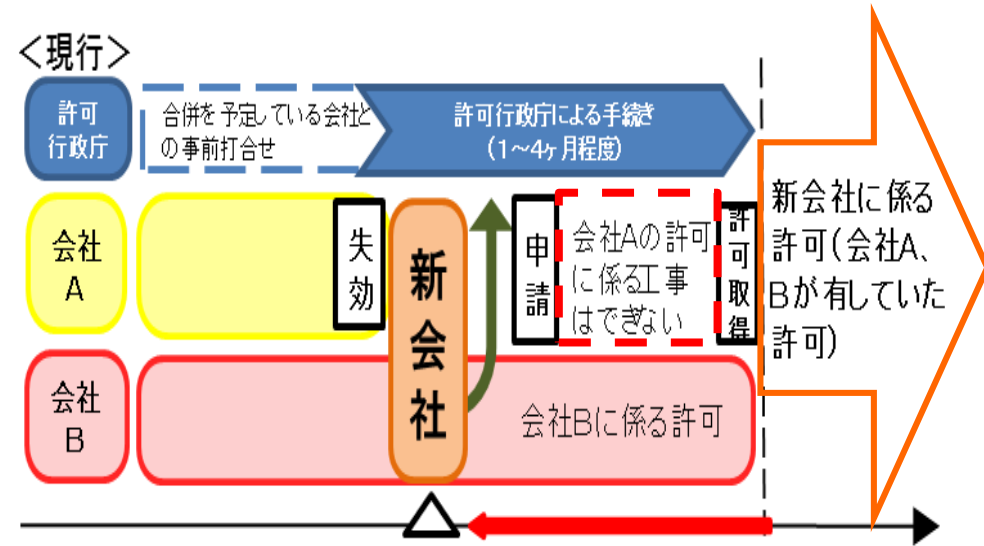 <現行>
許可
行政庁
合併を予定している会社と
の事前打合せ
許可行政庁による手続き
(1~4ヶ月程度)
会社
A
失
効
新
会
社
申
請
会社Aの許可
に係る工事
はできない
許
可
取
得
新会社に係る
許可(会社A、
Bが有していた
許可)
会社
B
会社Bに係る許可